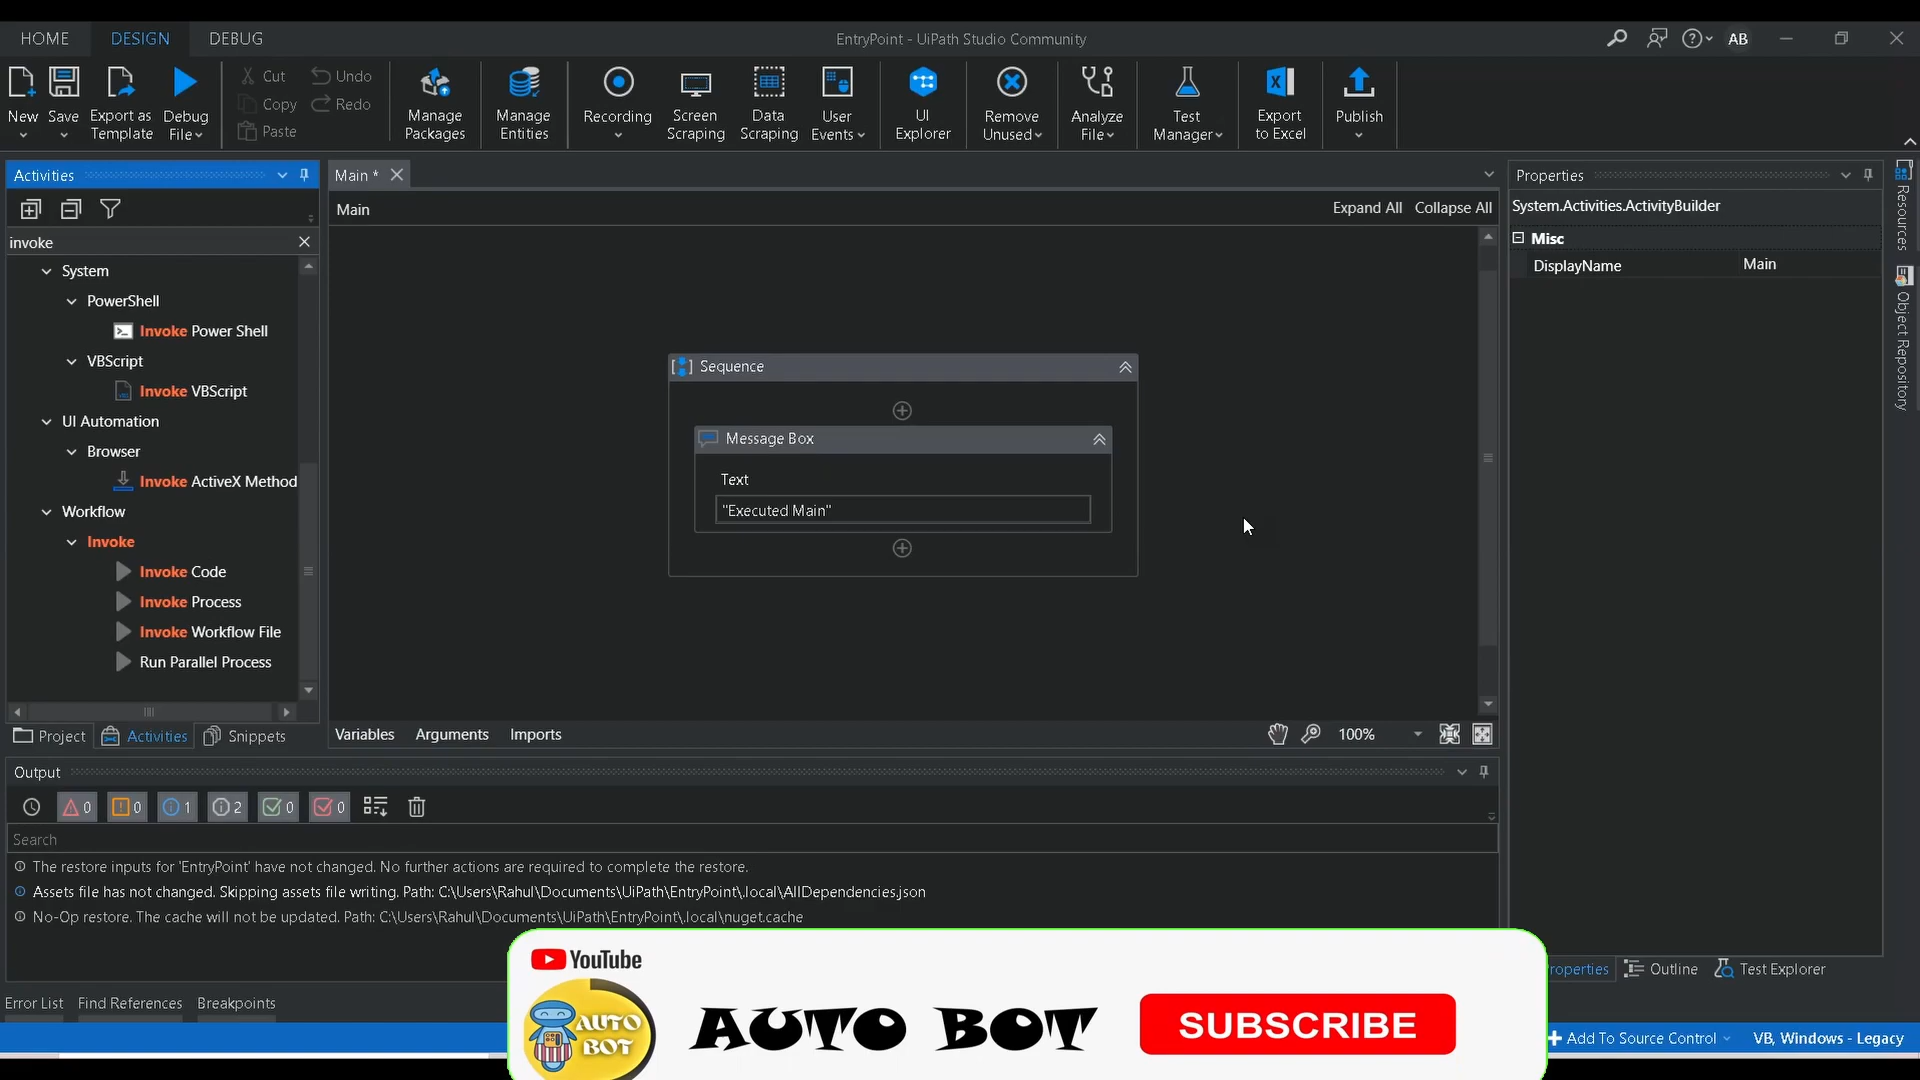 HOME DESIGN DEBUG EntryPoint - UiPath Studio Community AB
New Save Export as Template Debug File Cut Copy Paste Undo Redo Manage Packages Manage Entities Recording Screen Scraping Data Scraping User Events UI Explorer Remove Unused Analyze File Test Manager Export to Excel Publish
Activities
invoke
System
PowerShell
Invoke Power Shell
VBScript
Invoke VBScript
UI Automation
Browser
Invoke ActiveX Method
Workflow
Invoke
Invoke Code
Invoke Process
Invoke Workflow File
Run Parallel Process
Project Activities Snippets
Main *
Main Expand All Collapse All
Sequence
Message Box
Text
"Executed Main"
Variables Arguments Imports 100%
Properties
System.Activities.ActivityBuilder
Misc
DisplayName Main
Resources
Object Repository
Output
0 0 1 2 0 0
Search
The restore inputs for 'EntryPoint' have not changed. No further actions are required to complete the restore.
Assets file has not changed. Skipping assets file writing. Path: C:\Users\Rahul\Documents\UiPath\EntryPoint\.local\AllDependencies.json
No-Op restore. The cache will not be updated. Path: C:\Users\Rahul\Documents\UiPath\EntryPoint\.local\nuget.cache
roperties Outline Test Explorer
Error List Find References Breakpoints
YouTube
AUTO BOT
AUTO BOT
SUBSCRIBE
Add To Source Control VB, Windows - Legacy